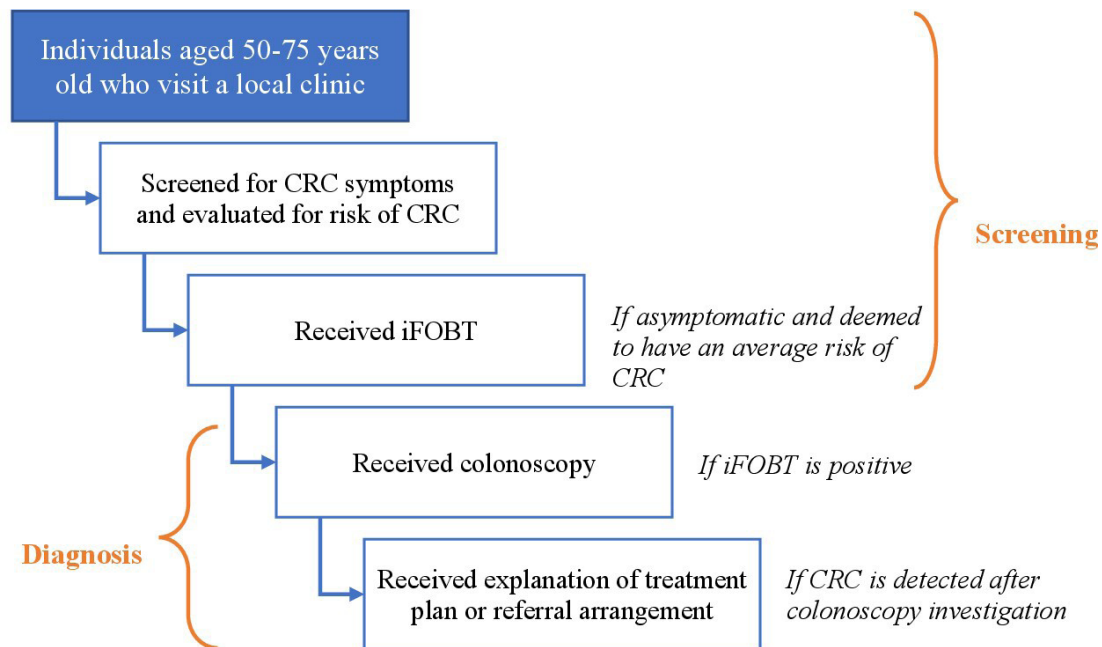 Individuals aged 50-75 years
old who visit a local clinic
Screened for CRC symptoms
and evaluated for risk of CRC
Screening
Received iFOBT
If asymptomatic and deemed
to have an average risk of
CRC
Received colonoscopy
If iFOBT is positive
Diagnosis
Received explanation of treatment
plan or referral arrangement
If CRC is detected after
colonoscopy investigation